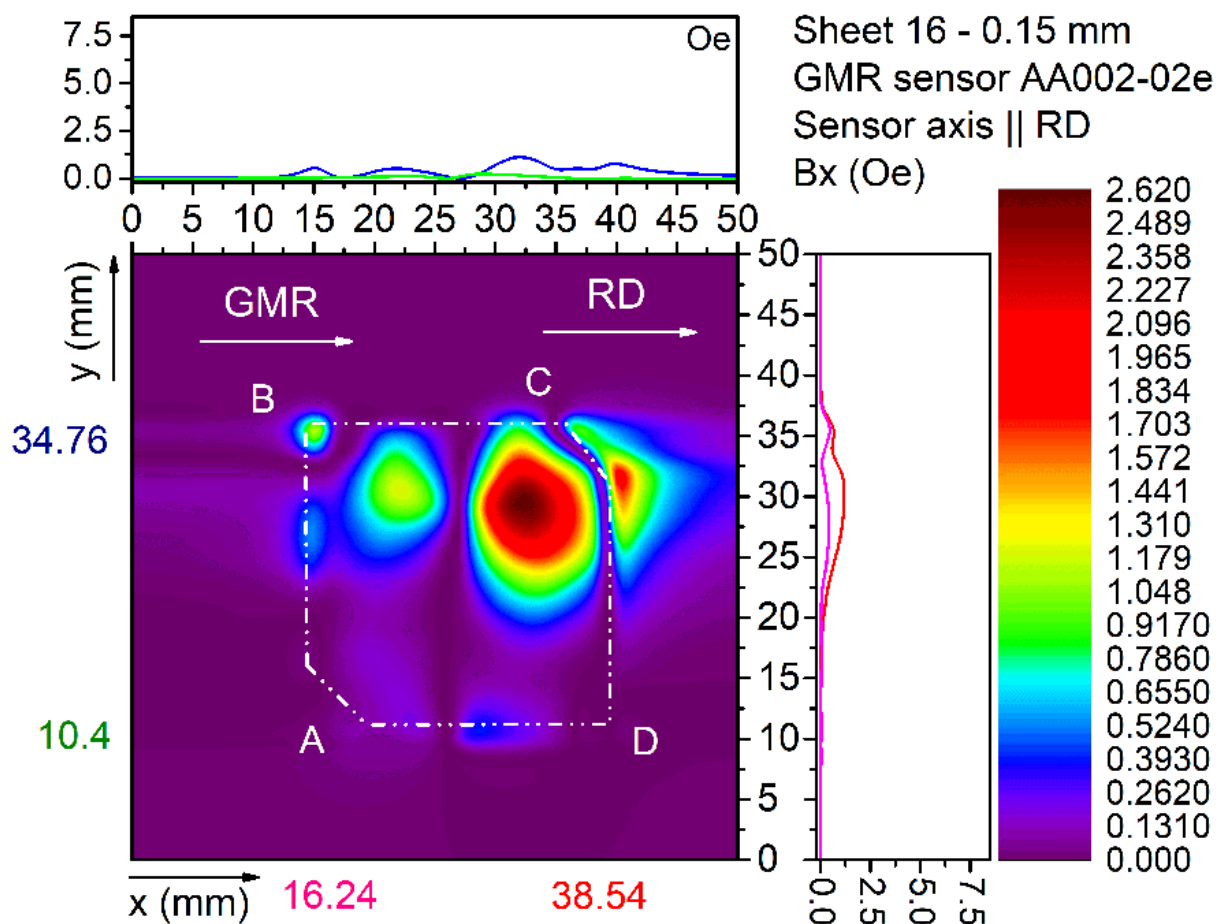 7.5
5.0
2.5
0.0
Oe
0 5 10 15 20 25 30 35 40 45 50
Sheet 16 - 0.15 mm
GMR sensor AA002-02e
Sensor axis || RD
Bx (Oe)
y (mm)
34.76
10.4
GMR
RD
B
C
A
D
50
45
40
35
30
25
20
15
10
5
0
x (mm)
16.24
38.54
0.0 2.5 5.0 7.5
2.620
2.489
2.358
2.227
2.096
1.965
1.834
1.703
1.572
1.441
1.310
1.179
1.048
0.9170
0.7860
0.6550
0.5240
0.3930
0.2620
0.1310
0.000